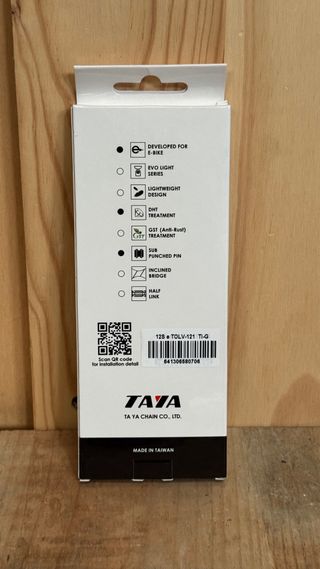 DEVELOPED FOR
E-BIKE
EVO LIGHT
SERIES
LIGHTWEIGHT
DESIGN
DHT
TREATMENT
GST (Anti-Rust)
TREATMENT
SUB
PUNCHED PIN
INCLINED
BRIDGE
HALF
LINK
Scan QR code
for installation detail
12S e TOLV-121 Ti-G
641306580706
TAYA
TA YA CHAIN CO., LTD.
MADE IN TAIWAN